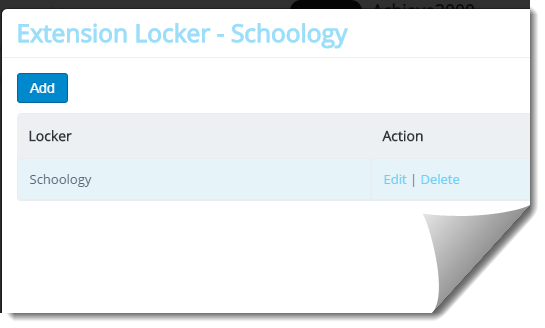 Extension Locker - Schoology
Add
Locker Action
Schoology Edit | Delete